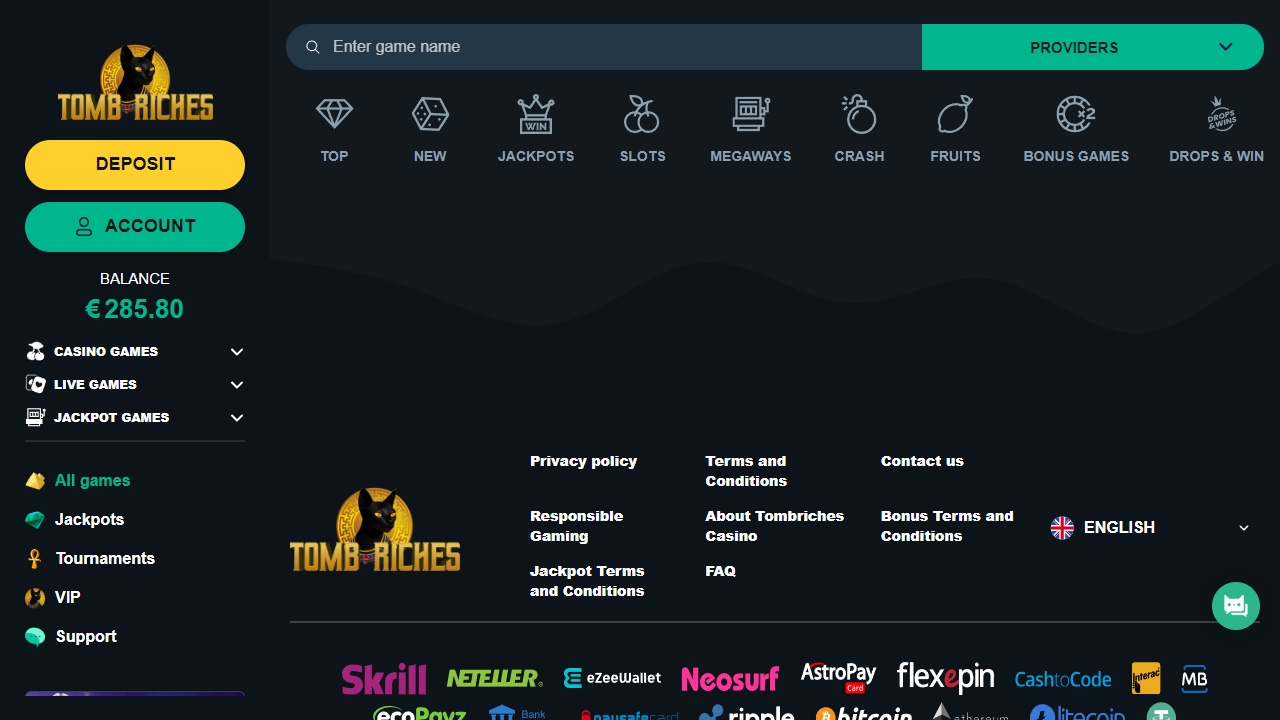 TOMB RICHES
DEPOSIT
ACCOUNT
BALANCE
€ 285.80
CASINO GAMES
LIVE GAMES
JACKPOT GAMES
All games
Jackpots
Tournaments
VIP
Support
Enter game name
PROVIDERS
TOP
NEW
WIN
JACKPOTS
SLOTS
MEGAWAYS
CRASH
FRUITS
×2
BONUS GAMES
DROPS
& WINS
DROPS & WIN
TOMB RICHES
Privacy policy
Terms and
Conditions
Contact us
Responsible
Gaming
About Tombriches
Casino
Bonus Terms and
Conditions
Jackpot Terms
and Conditions
FAQ
ENGLISH
Skrill
NETELLER®
eZeeWallet
Neosurf
AstroPay
Card
flexepin
CashtoCode
Interac
MB
ecoPayz
Bank
paysafecard
ripple
bitcoin
ethereum
litecoin